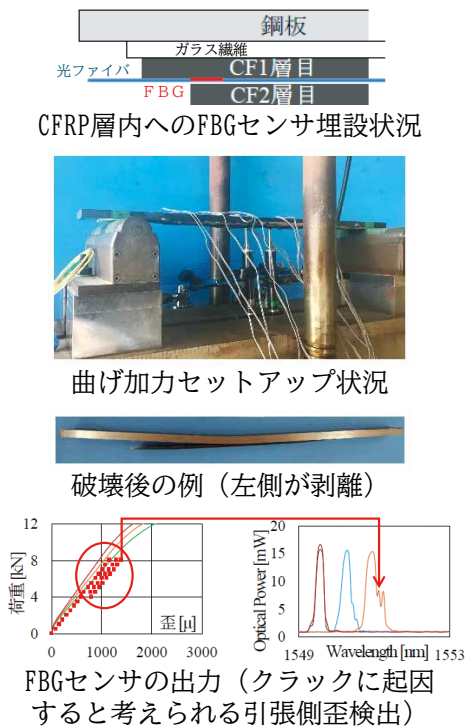 鋼板
ガラス繊維
光ファイバ
CF1層目
FBG
CF2層目
CFRP層内へのFBGセンサ埋設状況
曲げ加力セットアップ状況
破壊後の例（左側が剥離）
荷重[kN]
12
8
4
0
歪[μ]
0 1000 2000 3000
Optical Power[mW]
20
15
10
5
0
1549 Wavelength[nm] 1553
FBGセンサの出力（クラックに起因
すると考えられる引張側歪検出）